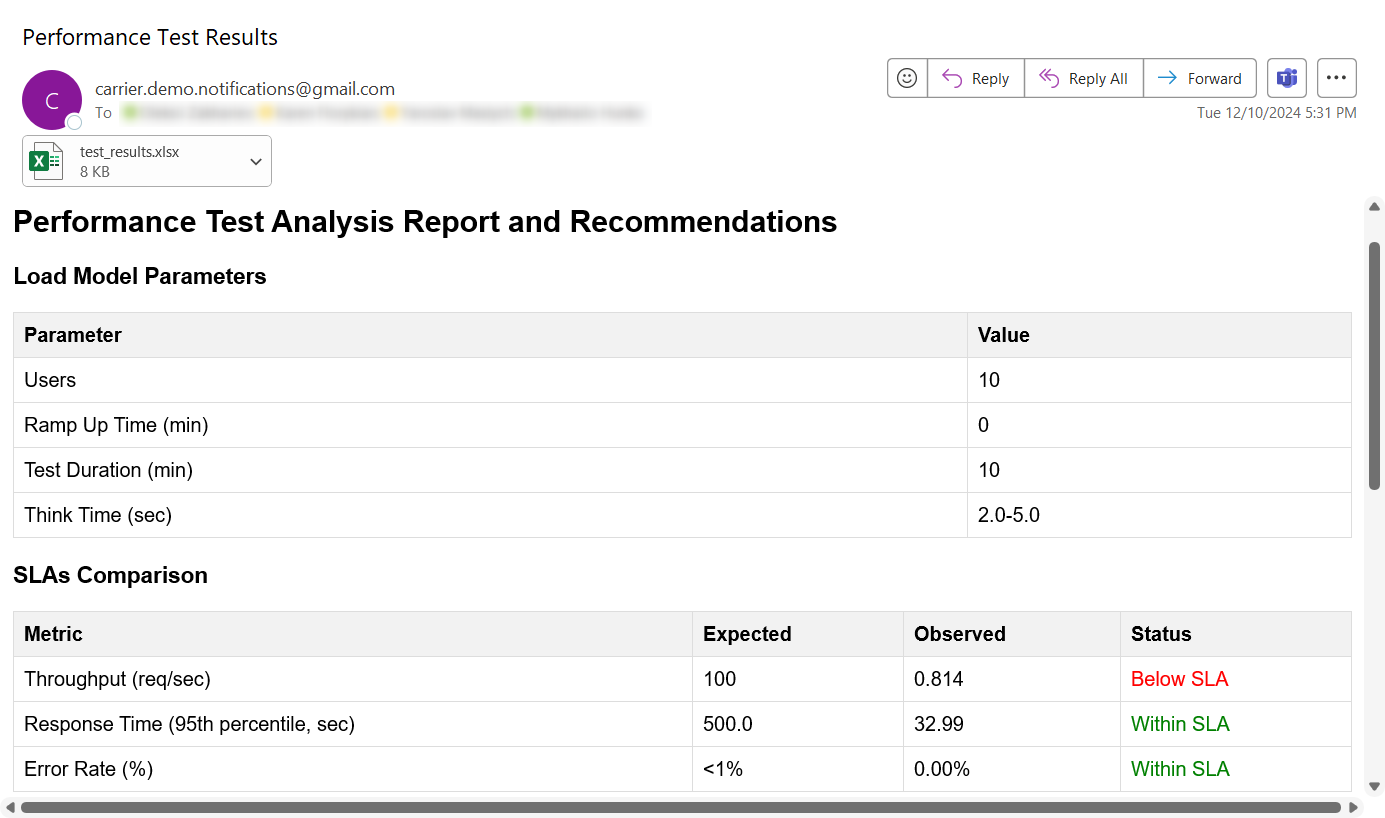 Performance Test Results
C
carrier.demo.notifications@gmail.com
To
Reply
Reply All
Forward
Tue 12/10/2024 5:31 PM
test_results.xlsx
8 KB
Performance Test Analysis Report and Recommendations
Load Model Parameters
Parameter Value
Users 10
Ramp Up Time (min) 0
Test Duration (min) 10
Think Time (sec) 2.0-5.0
SLAs Comparison
Metric Expected Observed Status
Throughput (req/sec) 100 0.814 Below SLA
Response Time (95th percentile, sec) 500.0 32.99 Within SLA
Error Rate (%) <1% 0.00% Within SLA